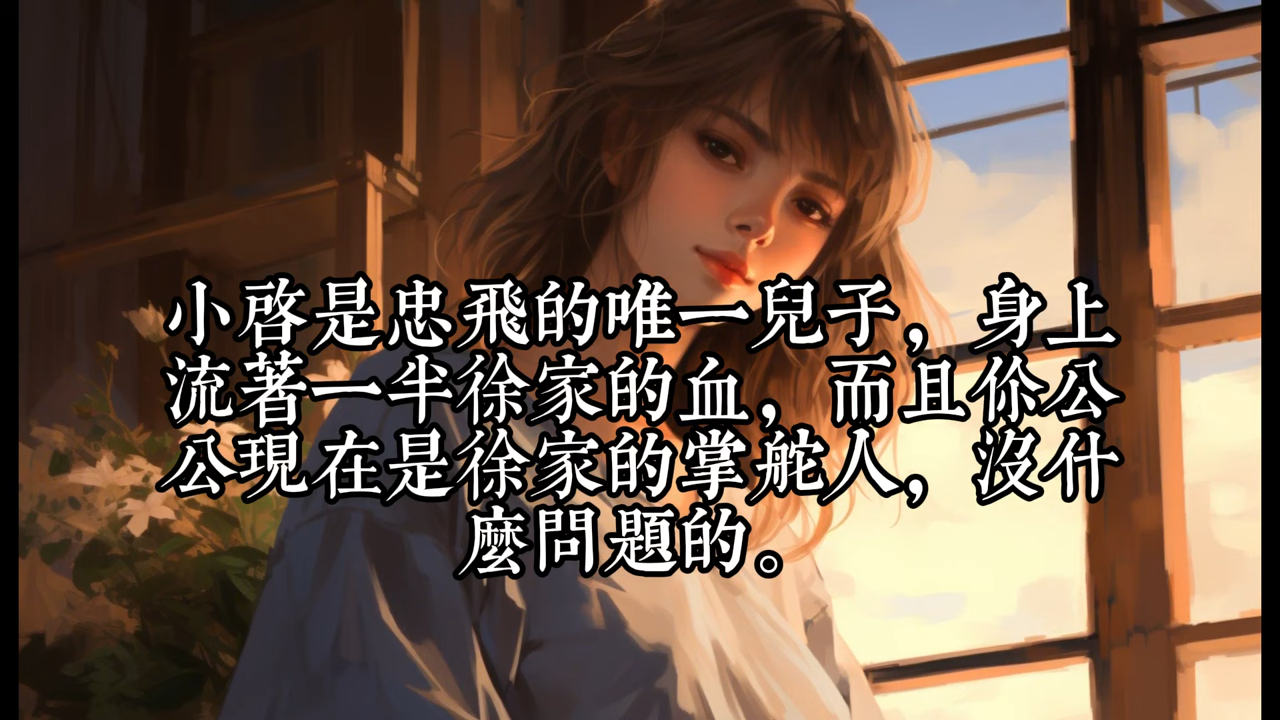 小啓是忠飛的唯一兒子，身上
流著一半徐家的血，而且伱公
公現在是徐家的掌舵人，沒什
麼問題的。